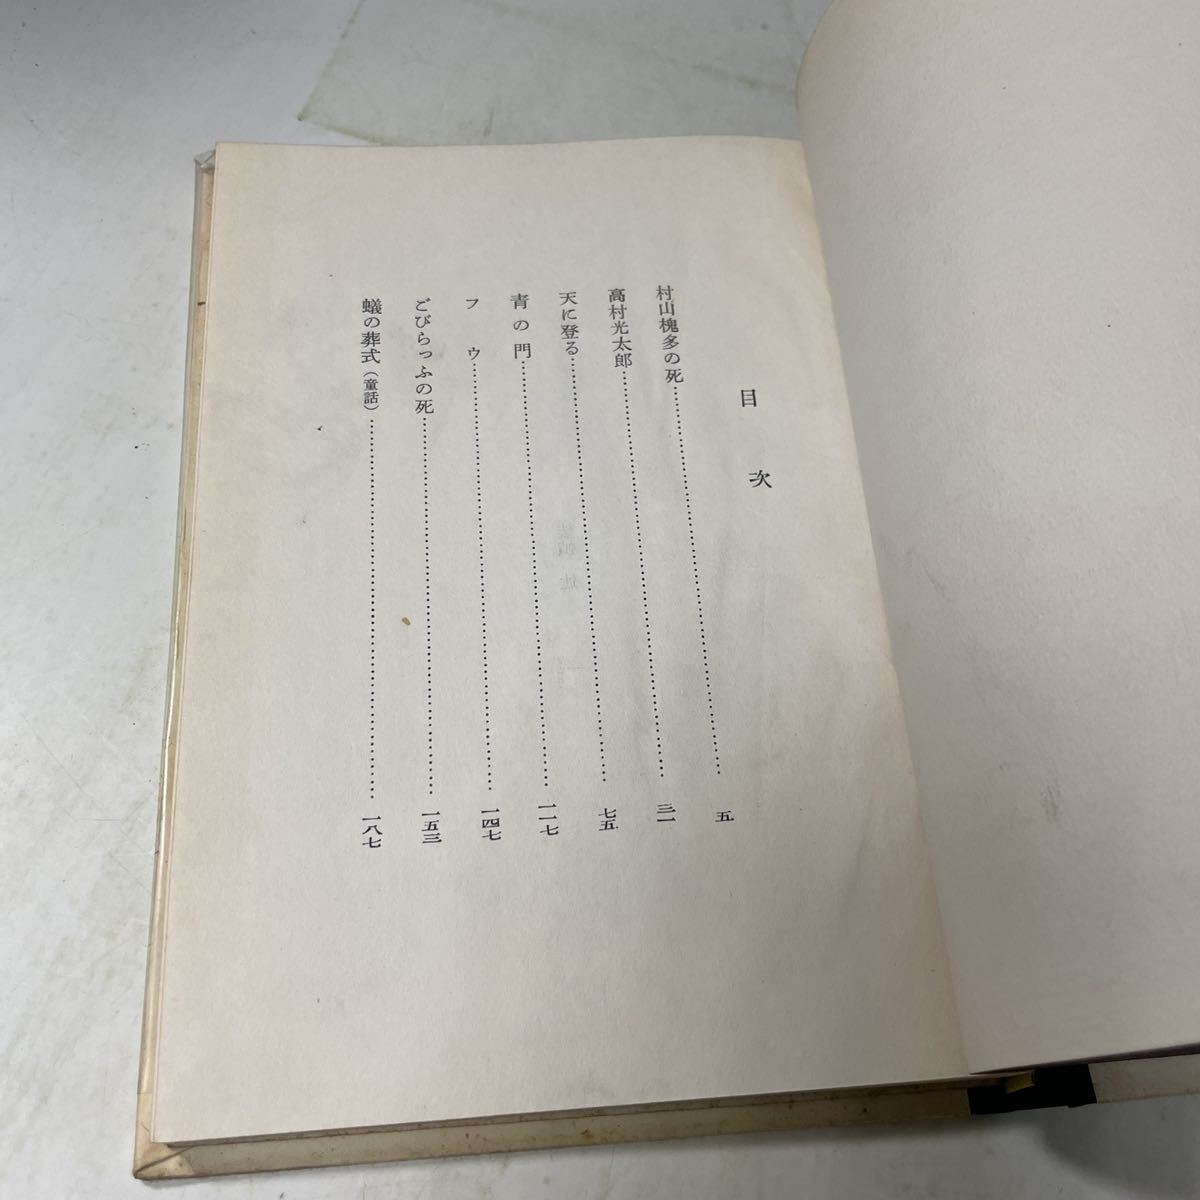 目次
村山槐多の死……………………五
高村光太郎……………………三一
天に登る……………………七五
青の門……………………一一七
フウ……………………一四七
ごびらっふの死……………………一五三
蟻の葬式（童話）……………………一八七